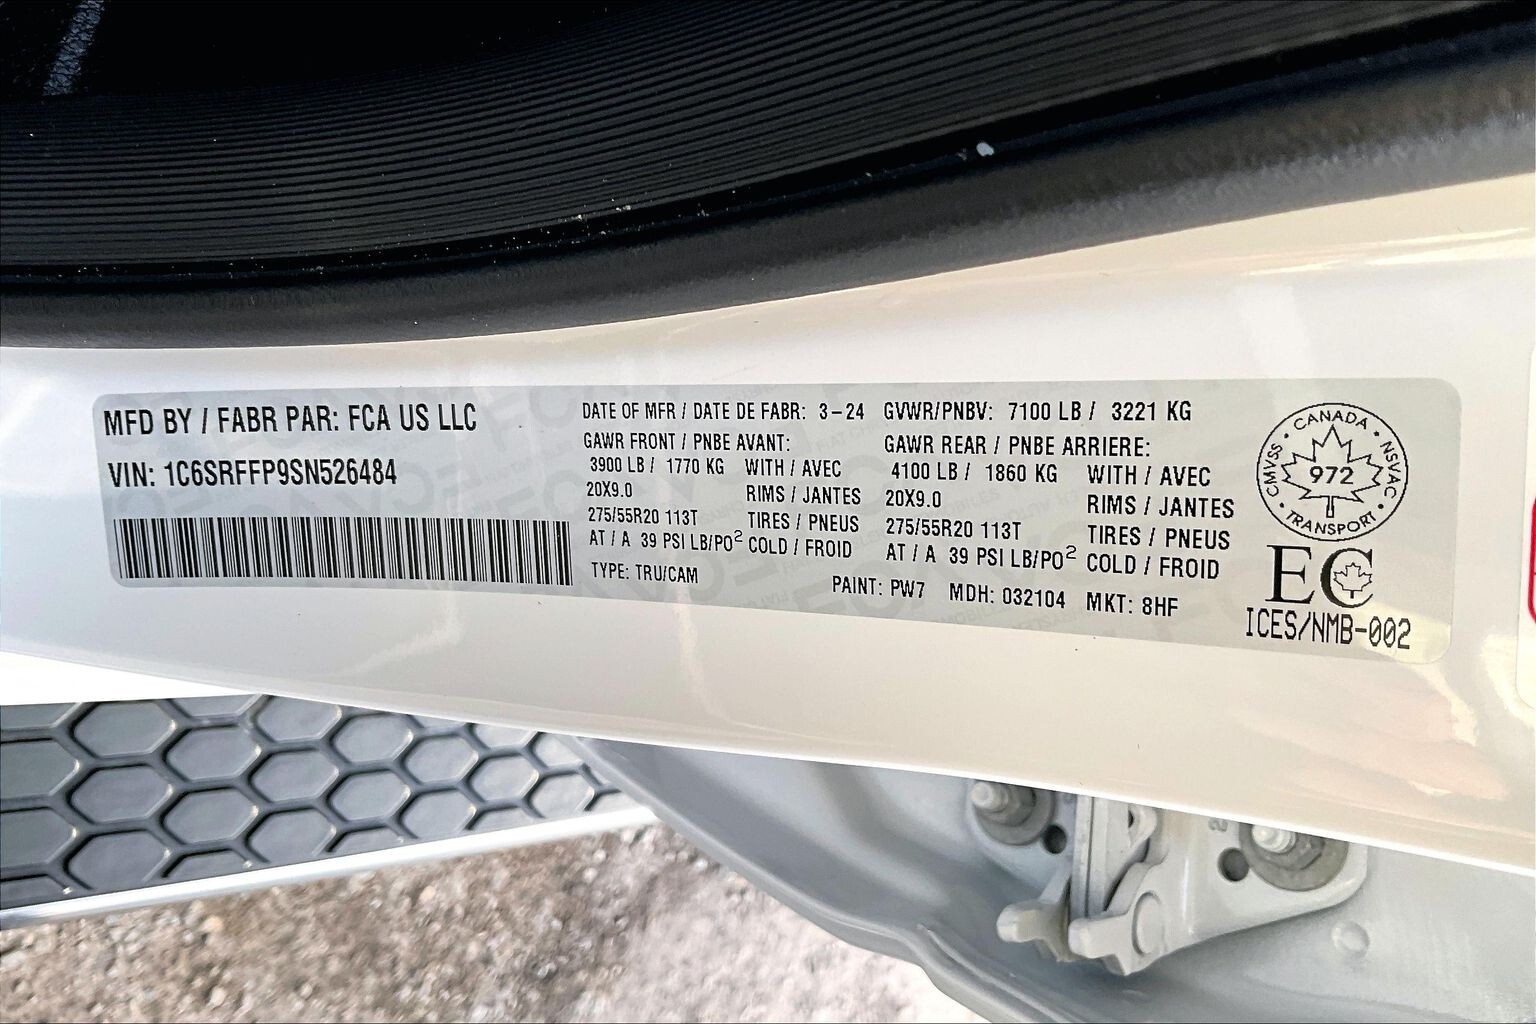 MFD BY / FABR PAR: FCA US LLC
VIN: 1C6SRFFP9SN526484
DATE OF MFR / DATE DE FABR: 3-24 GVWR/PNBV: 7100 LB / 3221 KG
GAWR FRONT / PNBE AVANT: GAWR REAR / PNBE ARRIERE:
3900 LB / 1770 KG WITH / AVEC 4100 LB / 1860 KG WITH / AVEC
20X9.0 RIMS / JANTES 20X9.0 RIMS / JANTES
275/55R20 113T TIRES / PNEUS 275/55R20 113T TIRES / PNEUS
AT / A 39 PSI LB/PO² COLD / FROID AT / A 39 PSI LB/PO² COLD / FROID
TYPE: TRU/CAM PAINT: PW7 MDH: 032104 MKT: 8HF
CANADA · NSVAC · TRANSPORT · CMVSS ·
972
EC
ICES/NMB-002